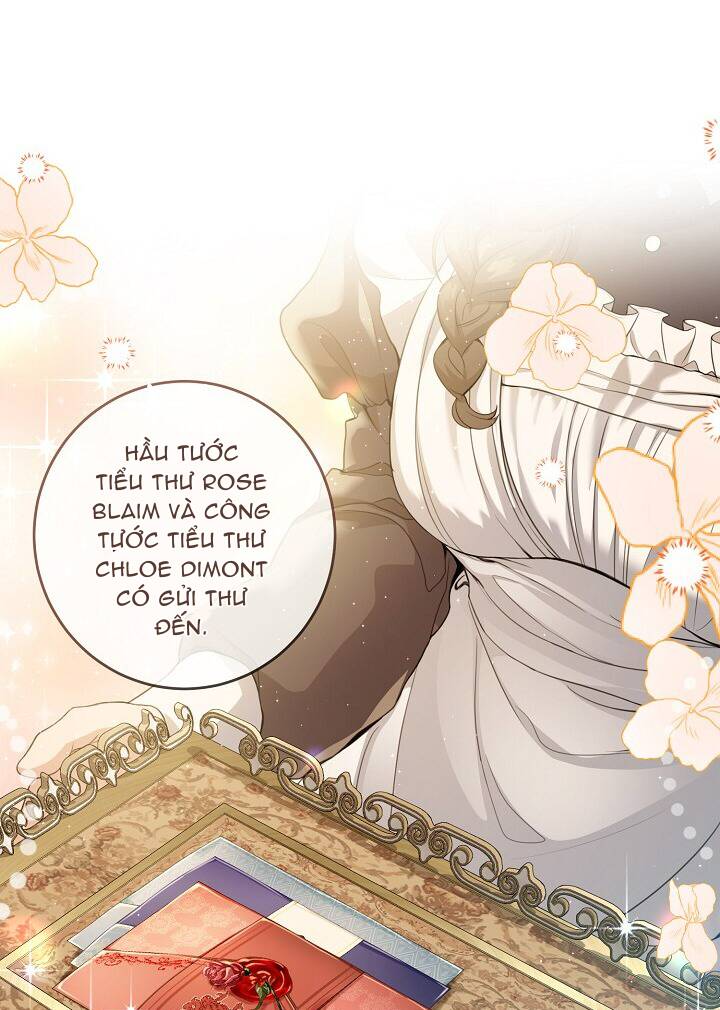 HẦU TƯỚC
TIỂU THƯ ROSE
BLAIM VÀ CÔNG
TƯỚC TIỂU THƯ
CHLOE DIMONT
CÓ GỬI THƯ
ĐẾN.